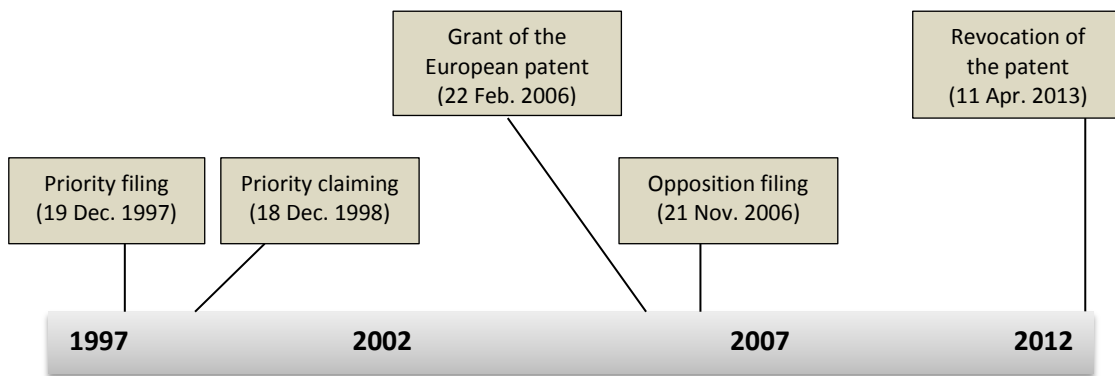 Grant of the
European patent
(22 Feb. 2006)
Revocation of
the patent
(11 Apr. 2013)
Priority filing
(19 Dec. 1997)
Priority claiming
(18 Dec. 1998)
Opposition filing
(21 Nov. 2006)
1997 2002 2007 2012